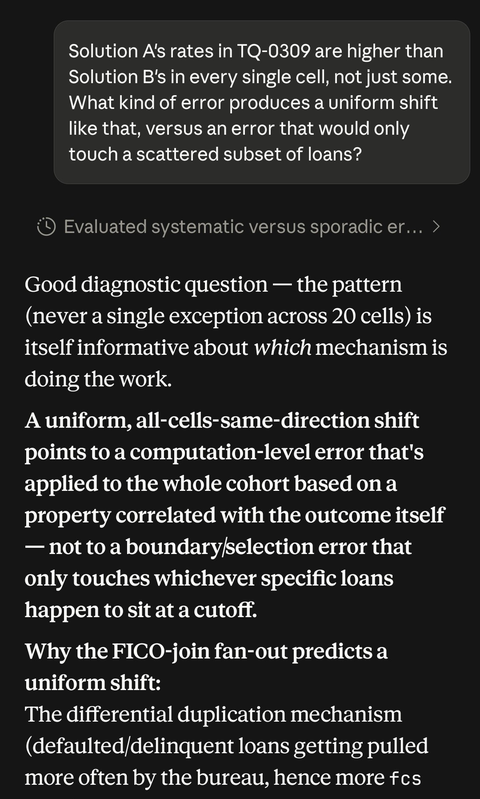 Solution A's rates in TQ-0309 are higher than
Solution B's in every single cell, not just some.
What kind of error produces a uniform shift
like that, versus an error that would only
touch a scattered subset of loans?
Evaluated systematic versus sporadic er...
Good diagnostic question — the pattern
(never a single exception across 20 cells) is
itself informative about which mechanism is
doing the work.
A uniform, all-cells-same-direction shift
points to a computation-level error that's
applied to the whole cohort based on a
property correlated with the outcome itself
— not to a boundary/selection error that
only touches whichever specific loans
happen to sit at a cutoff.
Why the FICO-join fan-out predicts a
uniform shift:
The differential duplication mechanism
(defaulted/delinquent loans getting pulled
more often by the bureau, hence more fcs